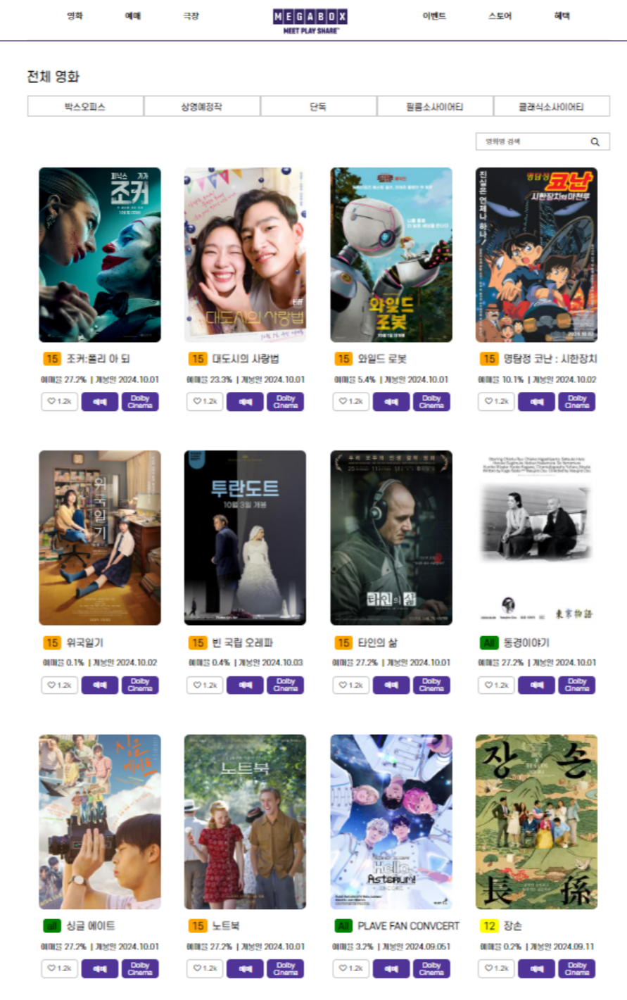 영화 예매 극장 MEGABOX 이벤트 스토어 혜택
MEET PLAY SHARE™
전체 영화
박스오피스 상영예정작 단독 필름소사이어티 클래식소사이어티
영화명 검색
피닉스 가가
조커
대도시의 사랑법
와일드
로봇
진실은 언제나 하나!
명탐정 코난
시한장치의 마천루
15 조커:폴리 아 되
15 대도시의 사랑법
15 와일드 로봇
15 명탐정 코난 : 시한장치
예매율 27.2% | 개봉일 2024.10.01
예매율 23.3% | 개봉일 2024.10.01
예매율 5.4% | 개봉일 2024.10.01
예매율 10.1% | 개봉일 2024.10.02
♡1.2k 예매 Dolby Cinema
♡1.2k 예매 Dolby Cinema
♡1.2k 예매 Dolby Cinema
♡1.2k 예매 Dolby Cinema
위국일기
투란도트
10월 3일 개봉
타인의 삶
東京物語
15 위국일기
15 빈 국립 오페라
15 타인의 삶
All 동경이야기
예매율 0.1% | 개봉일 2024.10.02
예매율 0.4% | 개봉일 2024.10.03
예매율 27.2% | 개봉일 2024.10.01
예매율 27.2% | 개봉일 2024.10.01
♡1.2k 예매 Dolby Cinema
♡1.2k 예매 Dolby Cinema
♡1.2k 예매 Dolby Cinema
♡1.2k 예매 Dolby Cinema
싱글
에이트
노트북
Hello,
Asterum!
ENCORE
장손
長孫
all 싱글 에이트
15 노트북
All PLAVE FAN CONVCERT
12 장손
예매율 27.2% | 개봉일 2024.10.01
예매율 27.2% | 개봉일 2024.10.01
예매율 3.2% | 개봉일 2024.09.051
예매율 0.2% | 개봉일 2024.09.11
♡1.2k 예매 Dolby Cinema
♡1.2k 예매 Dolby Cinema
♡1.2k 예매 Dolby Cinema
♡1.2k 예매 Dolby Cinema